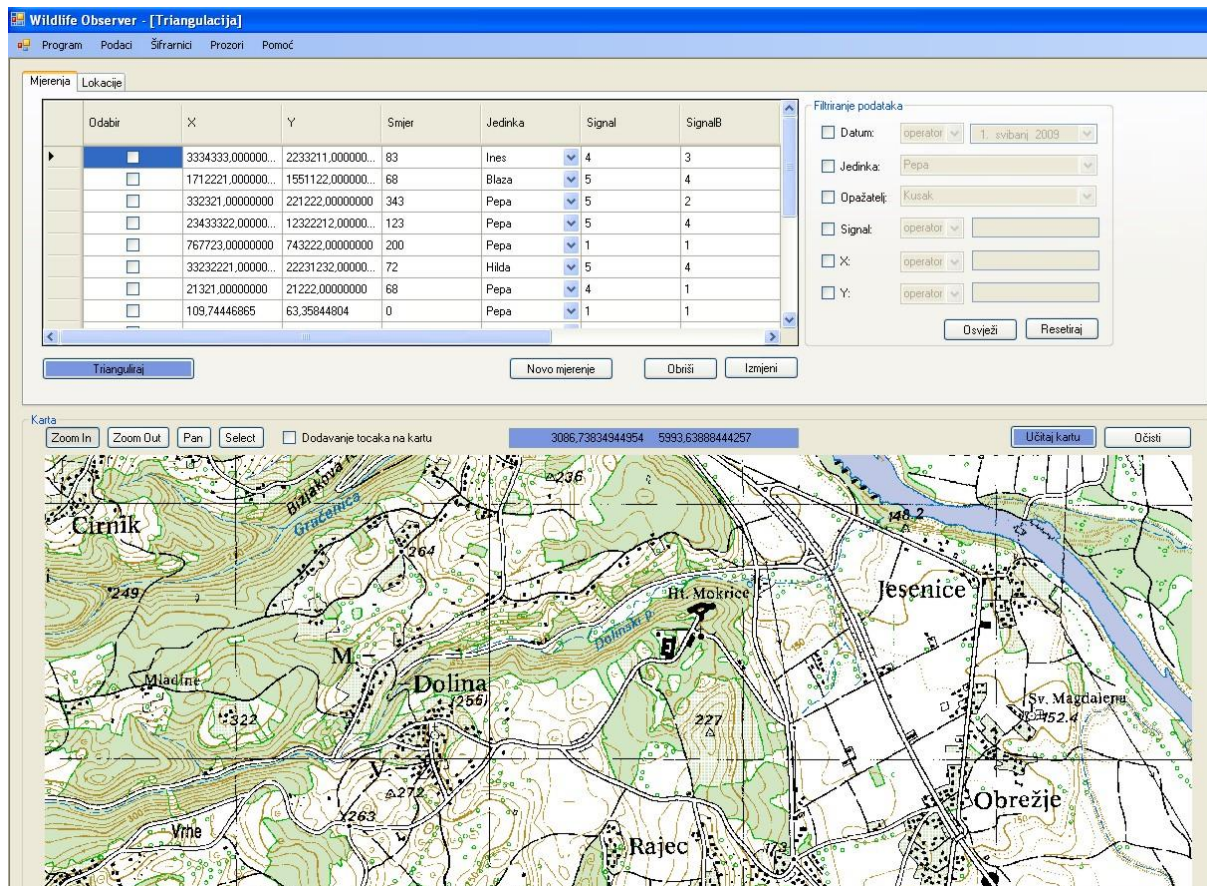 Wildlife Observer - [Triangulacija]
Program Podaci Šifrarnici Prozori Pomoć
Mjerenja Lokacije
Odabir X Y Smjer Jedinka Signal SignalB
3334333,000000... 2233211,000000... 83 Ines 4 3
1712221,000000... 1551122,000000... 68 Blaza 5 4
332321,00000000 221222,00000000 343 Pepa 5 2
23433322,00000... 12322212,00000... 123 Pepa 5 4
767723,00000000 743222,00000000 200 Pepa 1 1
33232221,00000... 22231232,00000... 72 Hilda 5 4
21321,00000000 21222,00000000 68 Pepa 4 1
109,74446865 63,35844804 0 Pepa 1 1
Filtriranje podataka
Datum: operator 1. svibanj 2009
Jedinka: Pepa
Opažatelj: Kusak
Signal: operator
X: operator
Y: operator
Osvježi Resetiraj
Trianguliraj Novo mjerenje Obriši Izmjeni
Karta
Zoom In Zoom Out Pan Select Dodavanje tocaka na kartu 3086,73834944954 5993,63888444257 Učitaj kartu Očisti
236
Bizjakova
Gračenica
Cirnik
148.2
264
249
Ht. Mokrice
Jesenice
Dolinski p.
M.
Mladine
Dolina
255
322
227
Sv. Magdalena
152.4
V.
272
Obrežje
263
Vrhe
Rajec
173